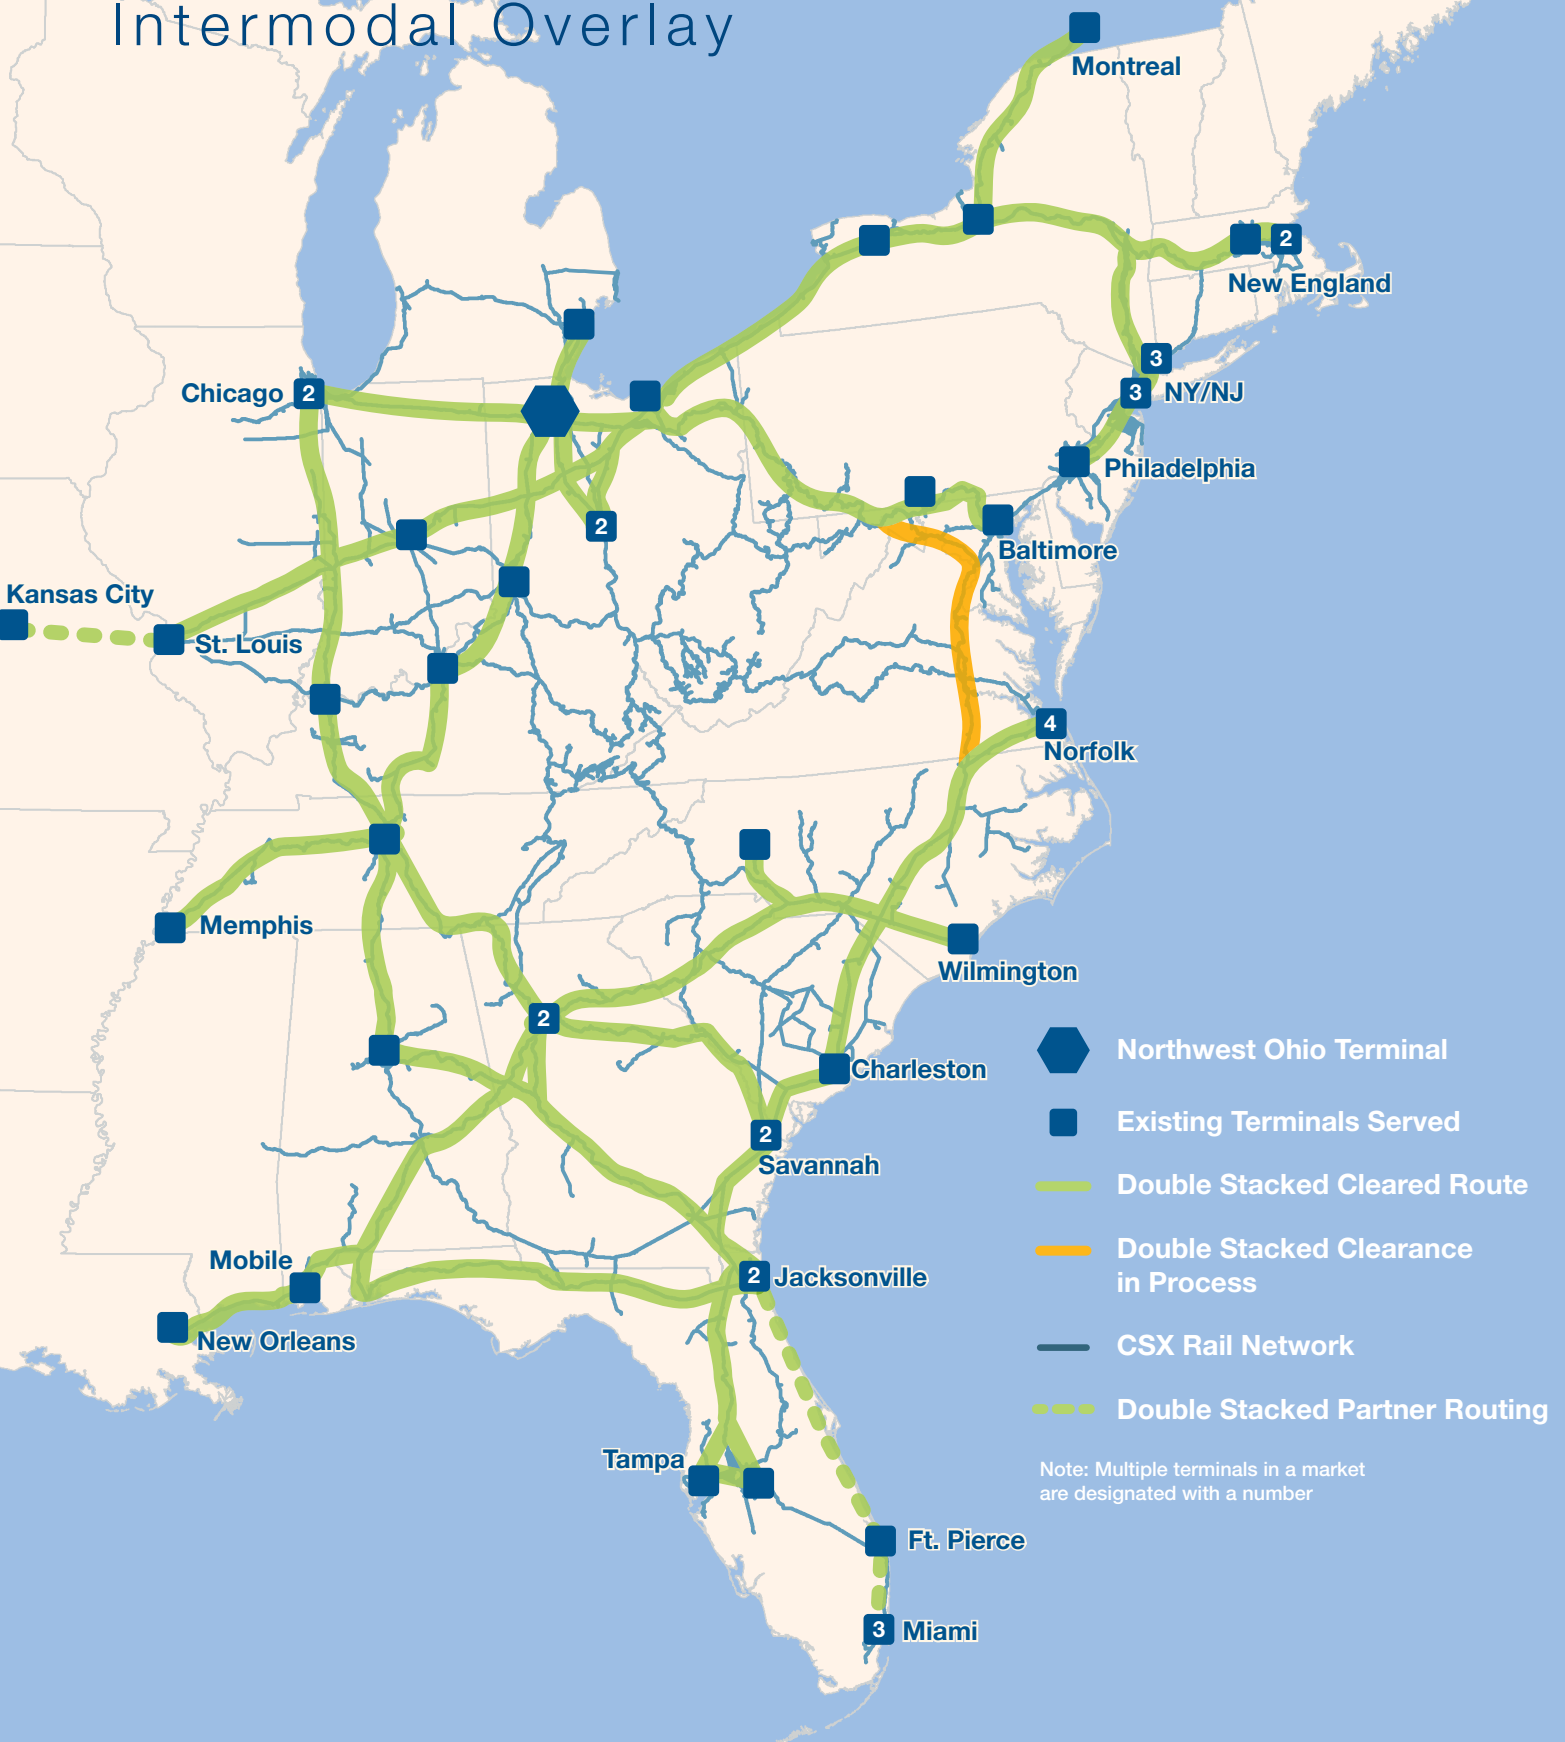 Intermodal Overlay
Montreal
2
New England
3
3
NY/NJ
Chicago
2
Philadelphia
2
Baltimore
Kansas City
St. Louis
4
Norfolk
Memphis
Wilmington
2
Charleston
2
Savannah
Mobile
2
Jacksonville
New Orleans
Tampa
Ft. Pierce
3
Miami
Northwest Ohio Terminal
Existing Terminals Served
Double Stacked Cleared Route
Double Stacked Clearance
in Process
CSX Rail Network
Double Stacked Partner Routing
Note: Multiple terminals in a market
are designated with a number